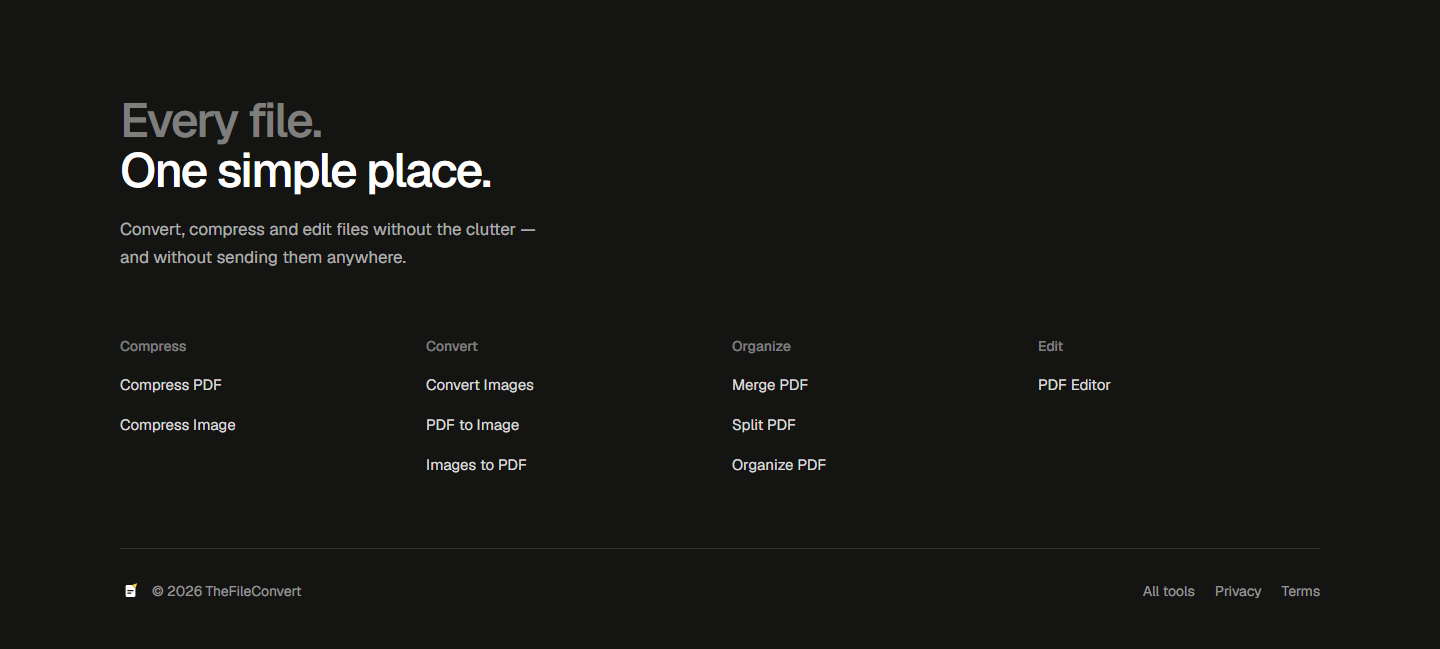 Every file.
One simple place.
Convert, compress and edit files without the clutter —
and without sending them anywhere.
Compress
Compress PDF
Compress Image
Convert
Convert Images
PDF to Image
Images to PDF
Organize
Merge PDF
Split PDF
Organize PDF
Edit
PDF Editor
© 2026 TheFileConvert
All tools
Privacy
Terms